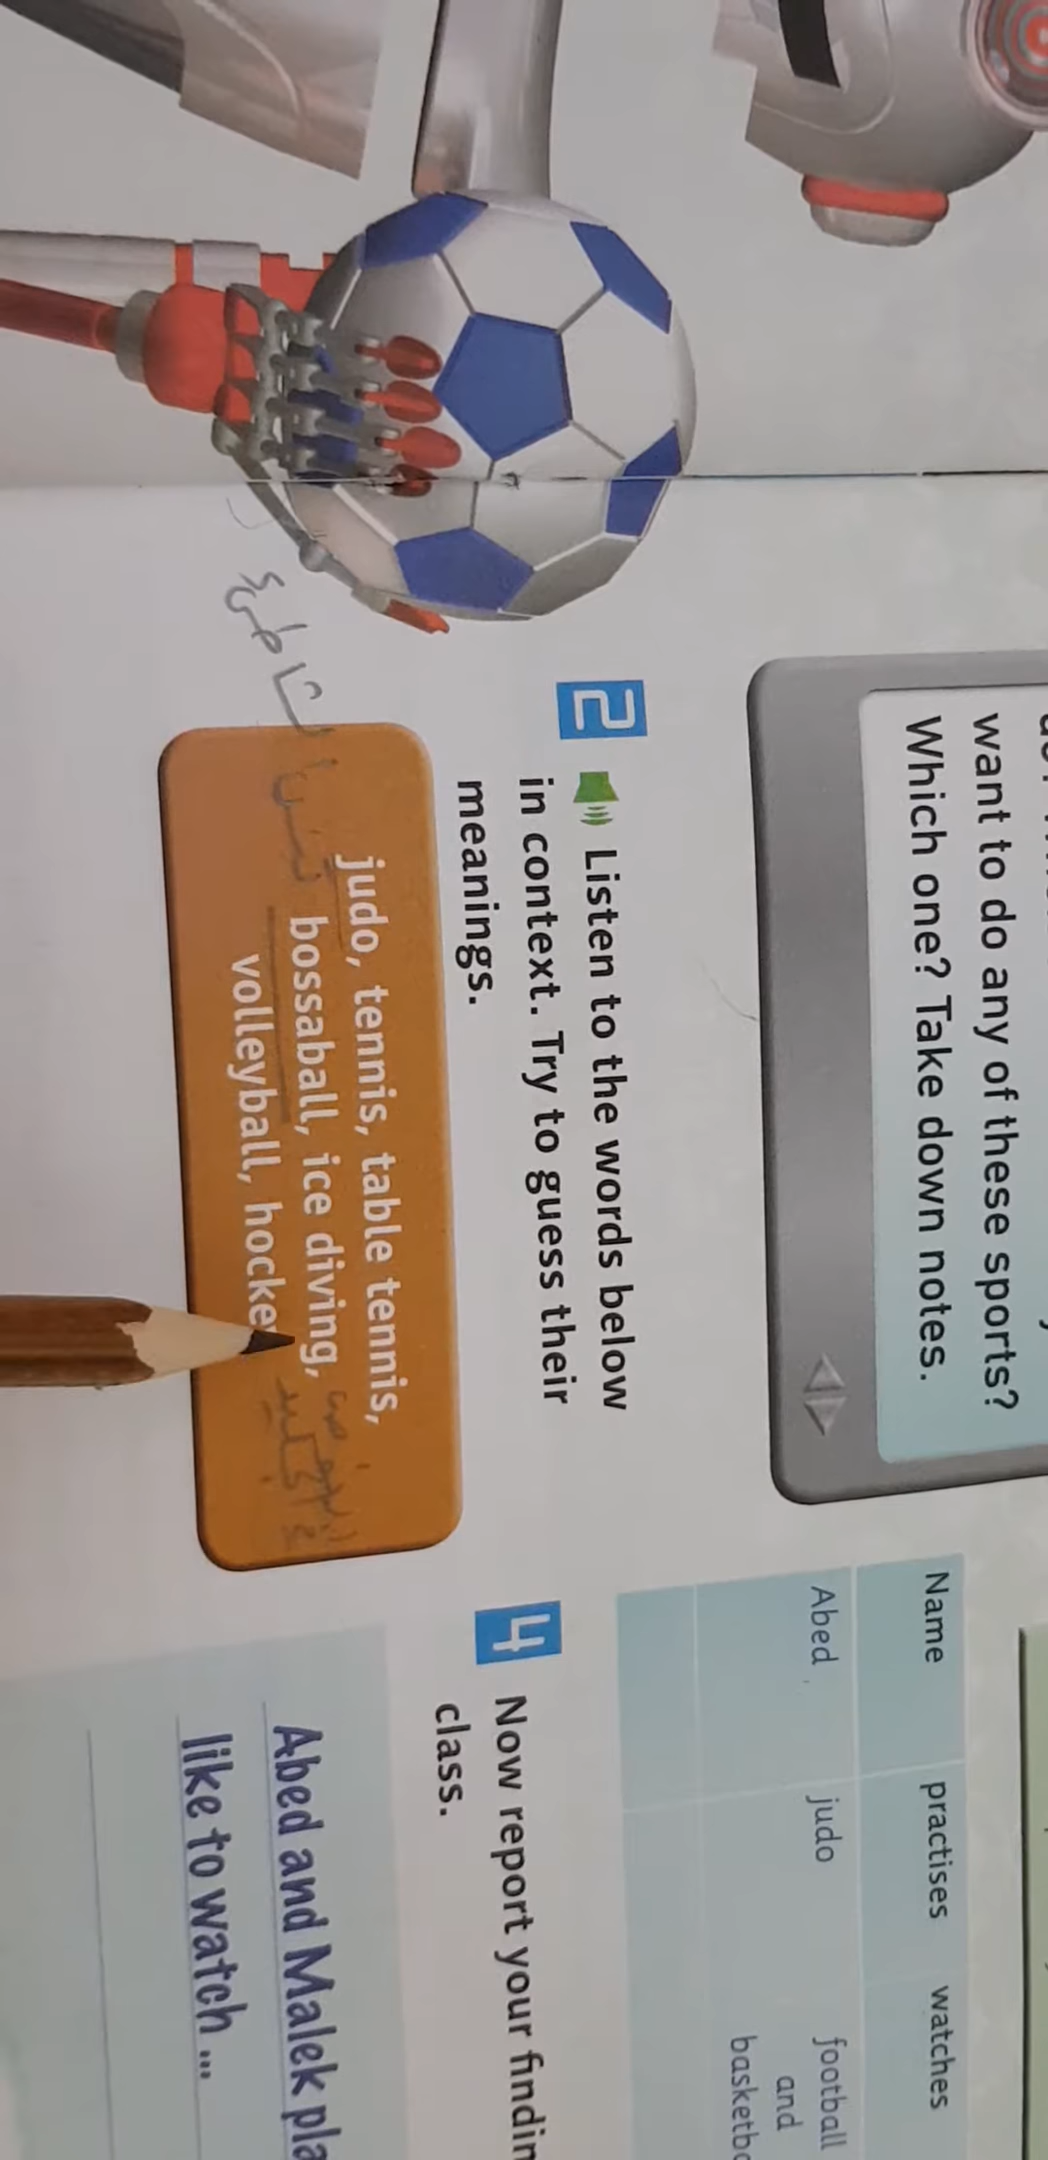 want to do any of these sports?
Which one? Take down notes.
2 Listen to the words below
in context. Try to guess their
meanings.
judo, tennis, table tennis,
bossaball, ice diving,
volleyball, hocke
Name practises watches
Abed judo football
and
basketb
4 Now report your findin
class.
Abed and Malek pla
like to watch ...